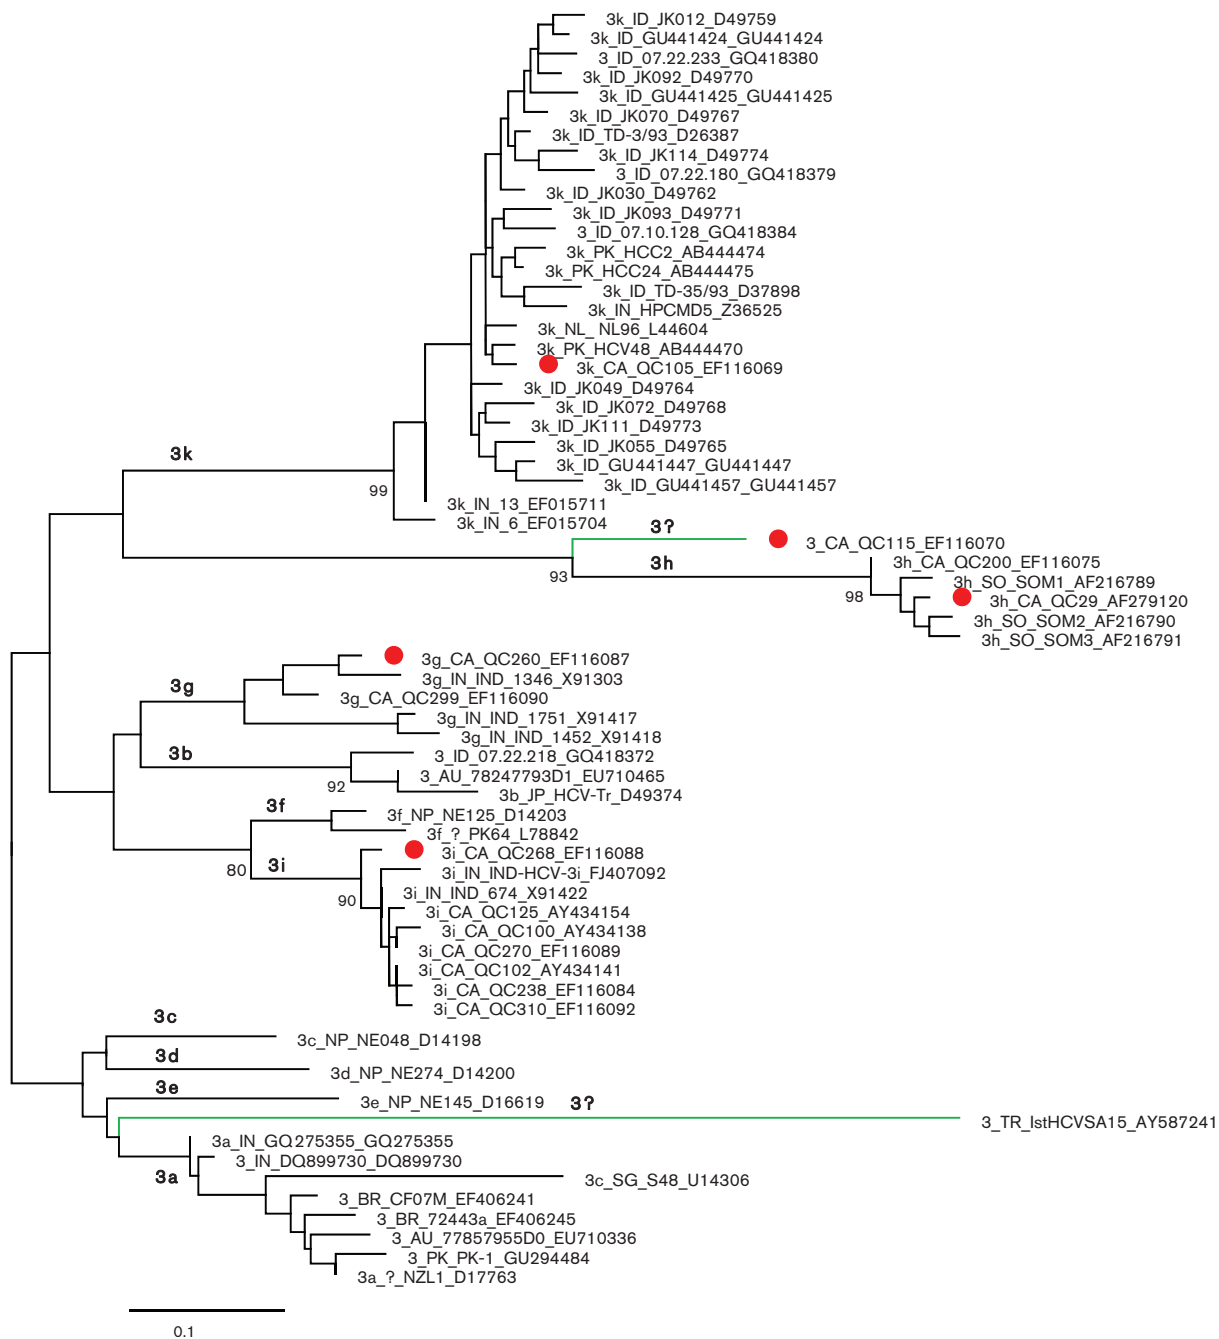 3k_ID_JK012_D49759
3k_ID_GU441424_GU441424
3_ID_07.22.233_GQ418380
3k_ID_JK092_D49770
3k_ID_GU441425_GU441425
3k_ID_JK070_D49767
3k_ID_TD-3/93_D26387
3k_ID_JK114_D49774
3_ID_07.22.180_GQ418379
3k_ID_JK030_D49762
3k_ID_JK093_D49771
3_ID_07.10.128_GQ418384
3k_PK_HCC2_AB444474
3k_PK_HCC24_AB444475
3k_ID_TD-35/93_D37898
3k_IN_HPCMD5_Z36525
3k_NL_ NL96_L44604
3k_PK_HCV48_AB444470
3k_CA_QC105_EF116069
3k_ID_JK049_D49764
3k_ID_JK072_D49768
3k_ID_JK111_D49773
3k_ID_JK055_D49765
3k
3k_ID_GU441447_GU441447
3k_ID_GU441457_GU441457
99
3k_IN_13_EF015711
3k_IN_6_EF015704
3?
3_CA_QC115_EF116070
3h
3h_CA_QC200_EF116075
93
3h_SO_SOM1_AF216789
98
3h_CA_QC29_AF279120
3h_SO_SOM2_AF216790
3h_SO_SOM3_AF216791
3g_CA_QC260_EF116087
3g_IN_IND_1346_X91303
3g
3g_CA_QC299_EF116090
3g_IN_IND_1751_X91417
3g_IN_IND_1452_X91418
3b
3_ID_07.22.218_GQ418372
3_AU_78247793D1_EU710465
92
3b_JP_HCV-Tr_D49374
3f
3f_NP_NE125_D14203
3f_?_PK64_L78842
3i_CA_QC268_EF116088
80
3i
3i_IN_IND-HCV-3i_FJ407092
90
3i_IN_IND_674_X91422
3i_CA_QC125_AY434154
3i_CA_QC100_AY434138
3i_CA_QC270_EF116089
3i_CA_QC102_AY434141
3i_CA_QC238_EF116084
3i_CA_QC310_EF116092
3c
3c_NP_NE048_D14198
3d
3d_NP_NE274_D14200
3e
3e_NP_NE145_D16619
3?
3_TR_IstHCVSA15_AY587241
3a_IN_GQ275355_GQ275355
3_IN_DQ899730_DQ899730
3a
3c_SG_S48_U14306
3_BR_CF07M_EF406241
3_BR_72443a_EF406245
3_AU_77857955D0_EU710336
3_PK_PK-1_GU294484
3a_?_NZL1_D17763
0.1